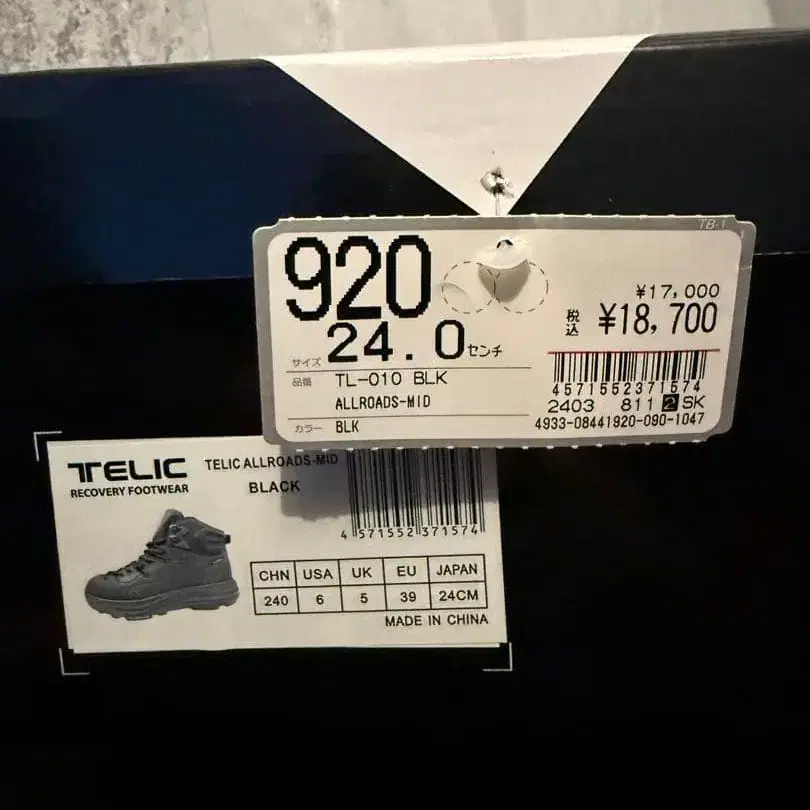 TB-1
920
¥17,000
税込 ¥18,700
サイズ 24.0センチ
品番 TL-010 BLK
ALLROADS-MID
カラー BLK
4571552371574
2403 811 2 SK
4933-08441920-090-1047
TELIC
RECOVERY FOOTWEAR
TELIC ALLROADS-MID
BLACK
4 571552 371574
CHN USA UK EU JAPAN
240 6 5 39 24CM
MADE IN CHINA